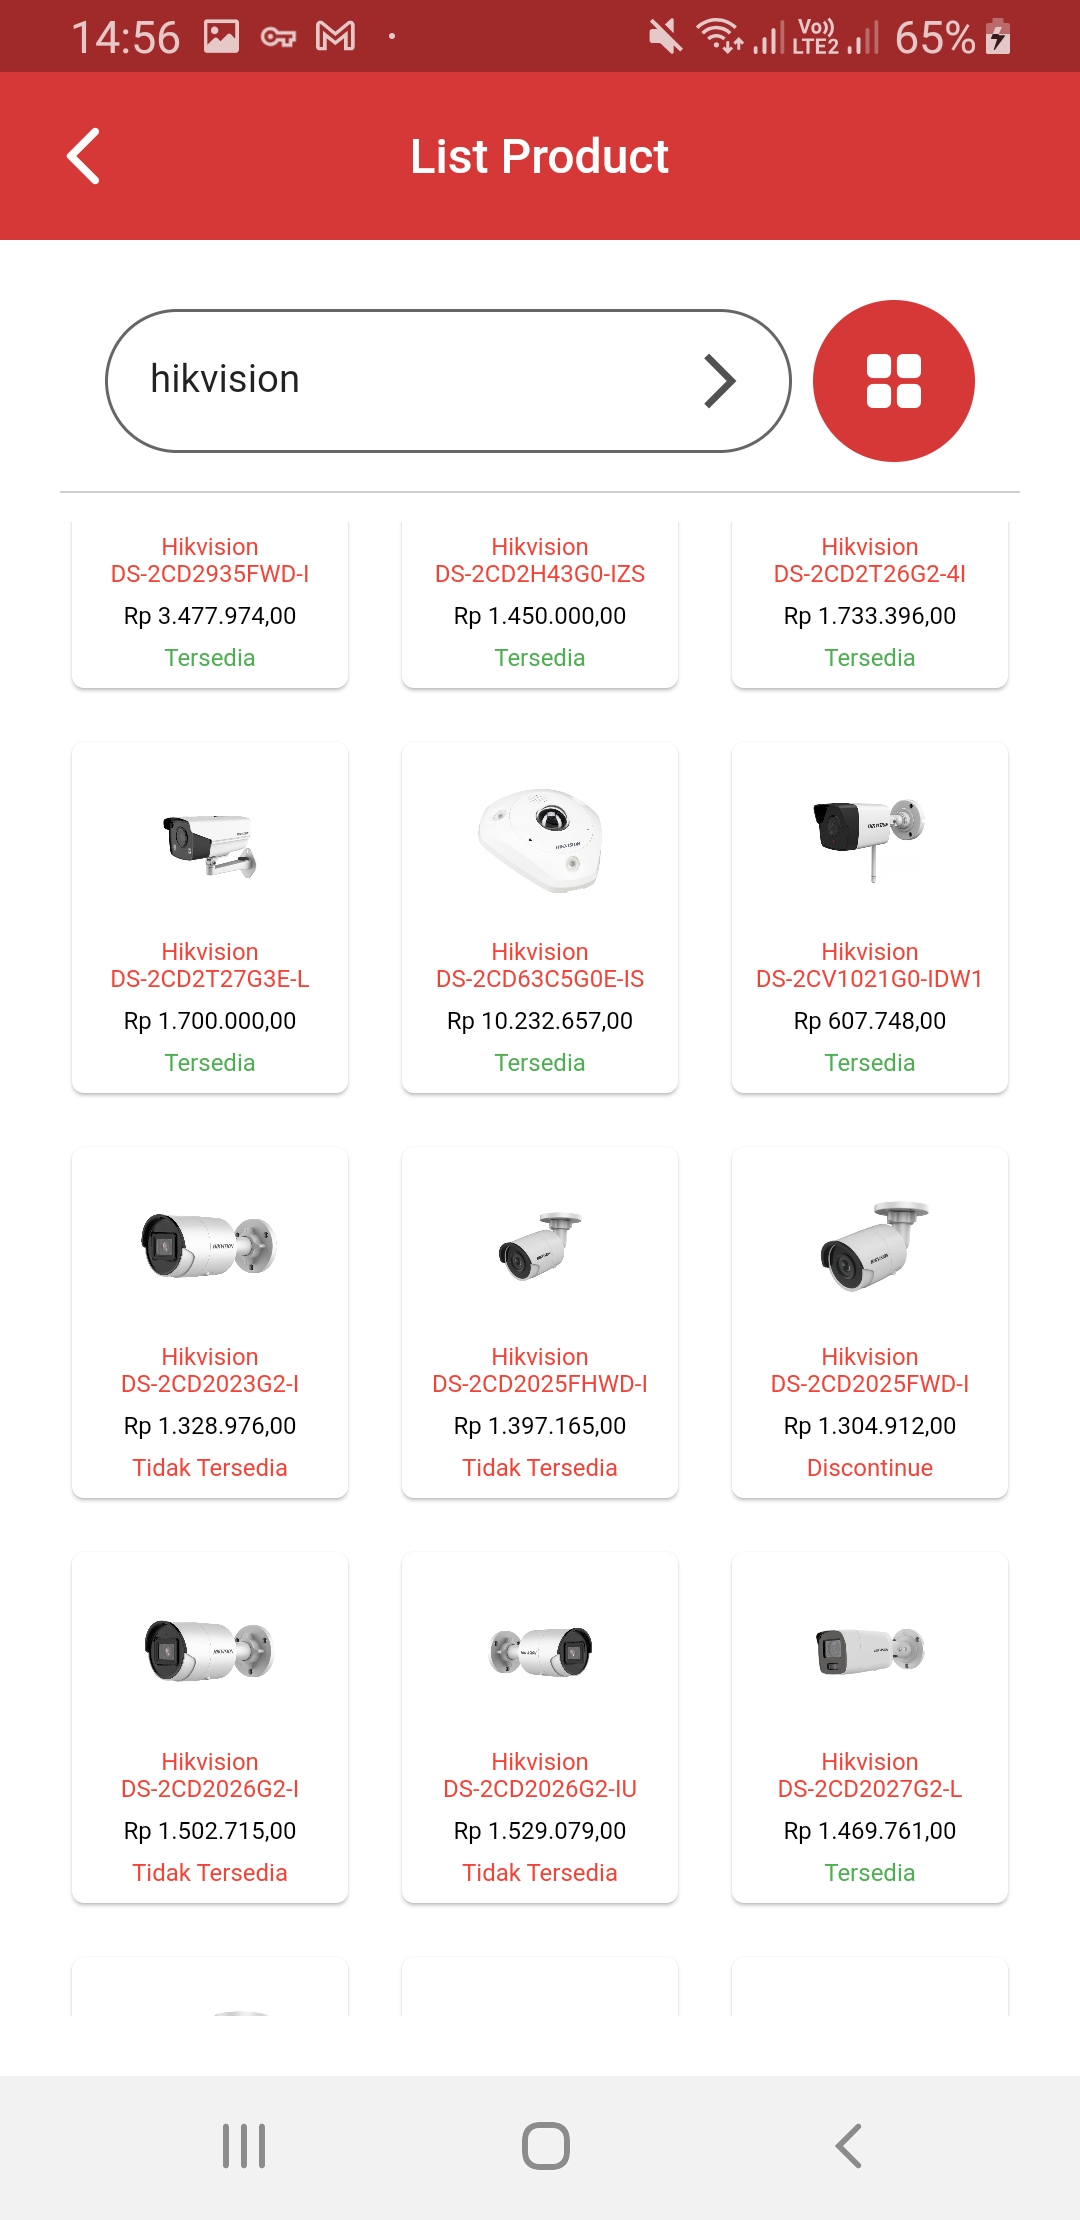 14:56
Vo))
LTE2
65%
List Product
hikvision
Hikvision
DS-2CD2935FWD-I
Rp 3.477.974,00
Tersedia
Hikvision
DS-2CD2H43G0-IZS
Rp 1.450.000,00
Tersedia
Hikvision
DS-2CD2T26G2-4I
Rp 1.733.396,00
Tersedia
Hikvision
DS-2CD2T27G3E-L
Rp 1.700.000,00
Tersedia
HIKVISION
Hikvision
DS-2CD63C5G0E-IS
Rp 10.232.657,00
Tersedia
HIKVISION
Hikvision
DS-2CV1021G0-IDW1
Rp 607.748,00
Tersedia
HIKVISION
Hikvision
DS-2CD2023G2-I
Rp 1.328.976,00
Tidak Tersedia
Hikvision
DS-2CD2025FHWD-I
Rp 1.397.165,00
Tidak Tersedia
Hikvision
DS-2CD2025FWD-I
Rp 1.304.912,00
Discontinue
HIKVISION
Hikvision
DS-2CD2026G2-I
Rp 1.502.715,00
Tidak Tersedia
Hikvision
DS-2CD2026G2-IU
Rp 1.529.079,00
Tidak Tersedia
Hikvision
DS-2CD2027G2-L
Rp 1.469.761,00
Tersedia